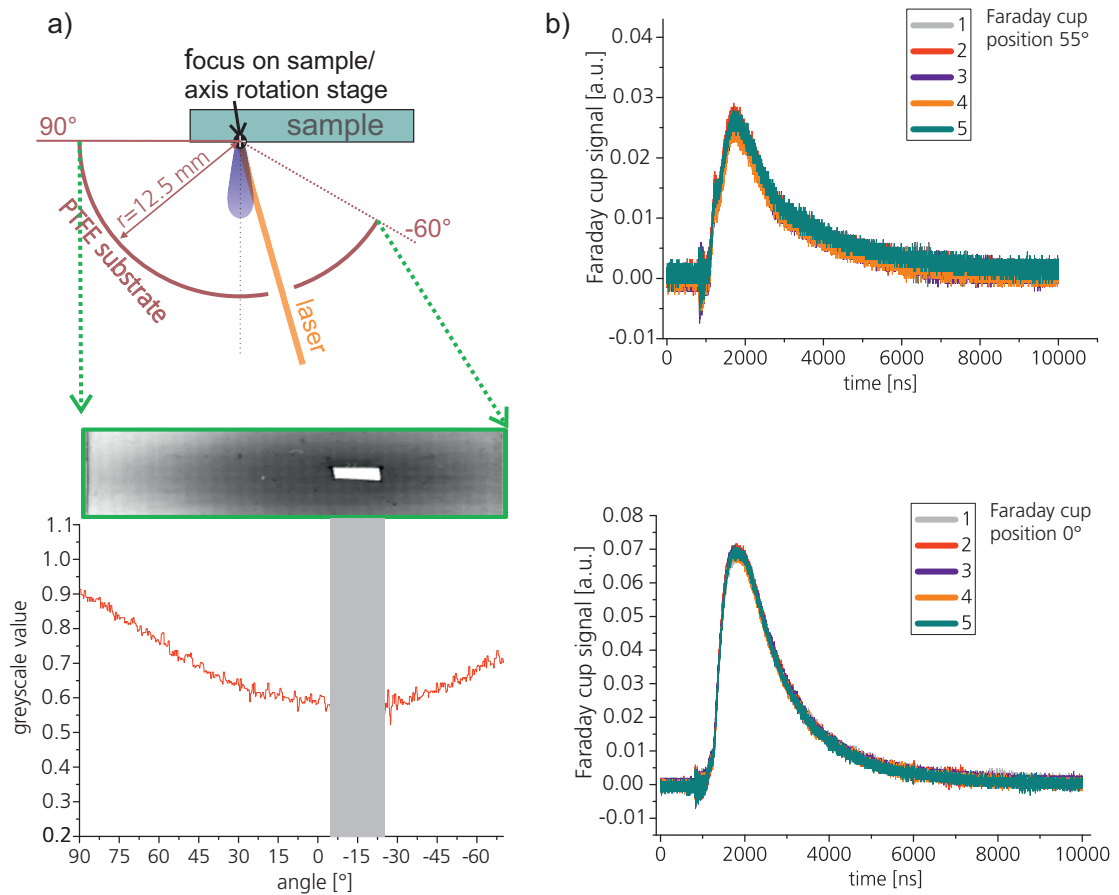 a)
focus on sample/
axis rotation stage
sample
90°
r=12.5 mm
PTFE substrate
-60°
laser
1.1
1.0
0.9
0.8
0.7
0.6
0.5
0.4
0.3
0.2
greyscale value
90 75 60 45 30 15 0 -15 -30 -45 -60
angle [°]
b)
1
2
3
4
5
Faraday cup
position 55°
0.04
0.03
0.02
0.01
0.00
-0.01
Faraday cup signal [a.u.]
0 2000 4000 6000 8000 10000
time [ns]
1
2
3
4
5
Faraday cup
position 0°
0.08
0.07
0.06
0.05
0.04
0.03
0.02
0.01
0.00
-0.01
Faraday cup signal [a.u.]
0 2000 4000 6000 8000 10000
time [ns]